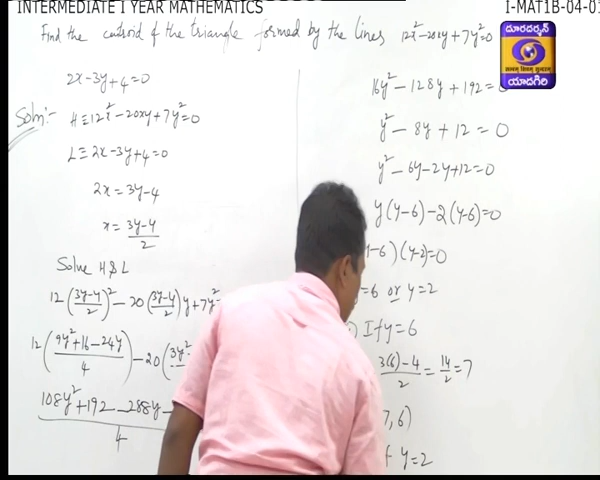 INTERMEDIATE I YEAR MATHEMATICS
I-MAT1B-04-01
Find the centroid of the triangle formed by the lines 12x²-20xy+7y²=0
2x-3y+4=0
Soln:-
H≡12x²-20xy+7y²=0
L≡2x-3y+4=0
2x=3y-4
x=3y-4/2
Solve H&L
12(3y-4/2)²-20(3y-4/2)y+7y²=
12(9y²+16-24y/4)-20(3y²
108y²+192-288y-
4
16y²-128y+192=0
y²-8y+12=0
y²-6y-2y+12=0
y(y-6)-2(y-6)=0
-6)(y-2)=0
=6 or y=2
) If y=6
3(6)-4/2=14/2=7
7,6)
f y=2
దూరదర్శన్
యాదగిరి